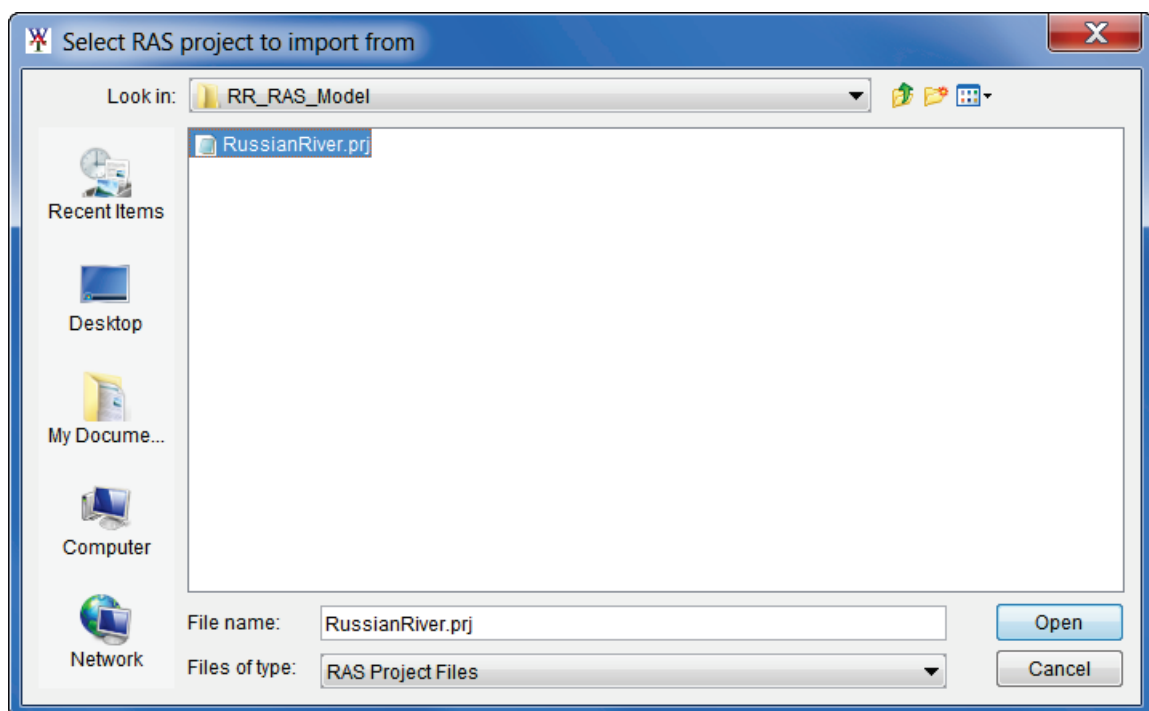 Select RAS project to import from
Look in: RR_RAS_Model
RussianRiver.prj
Recent Items
Desktop
My Docume...
Computer
Network
File name: RussianRiver.prj
Open
Files of type: RAS Project Files
Cancel